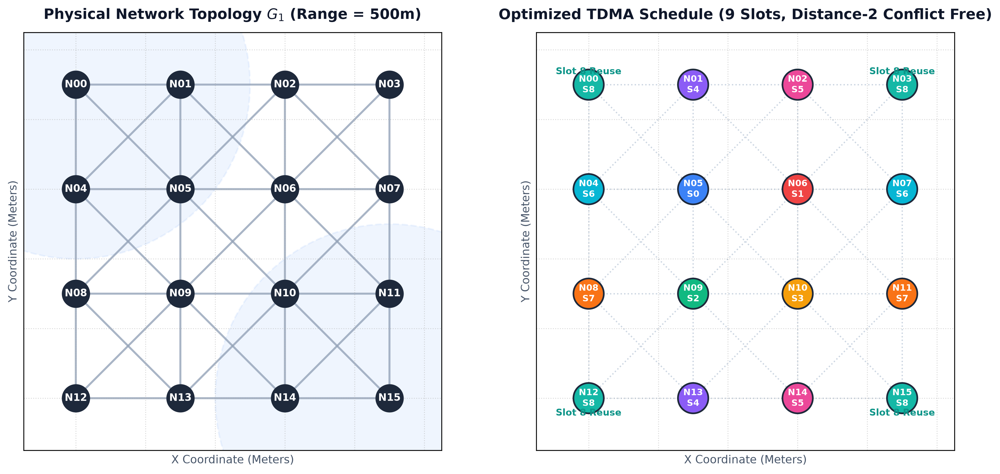 Physical Network Topology G₁ (Range = 500m)
N00 N01 N02 N03
N04 N05 N06 N07
N08 N09 N10 N11
N12 N13 N14 N15
Y Coordinate (Meters)
X Coordinate (Meters)
Optimized TDMA Schedule (9 Slots, Distance-2 Conflict Free)
Slot 8 Reuse Slot 8 Reuse
N00 N01 N02 N03
S8 S4 S5 S8
N04 N05 N06 N07
S6 S0 S1 S6
N08 N09 N10 N11
S7 S2 S3 S7
N12 N13 N14 N15
S8 S4 S5 S8
Slot 8 Reuse Slot 8 Reuse
Y Coordinate (Meters)
X Coordinate (Meters)